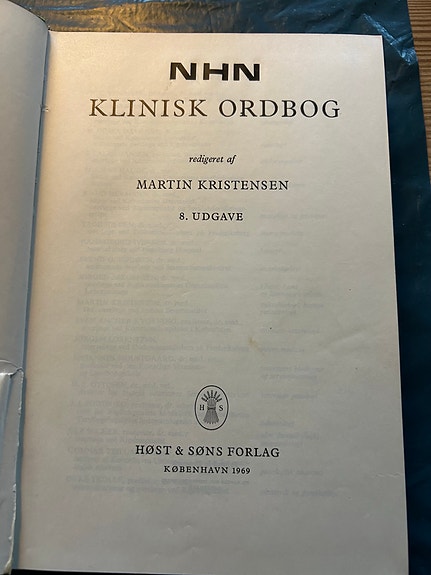 NHN
KLINISK ORDBOG
redigeret af
MARTIN KRISTENSEN
8. UDGAVE
H S
HØST & SØNS FORLAG
KØBENHAVN 1969